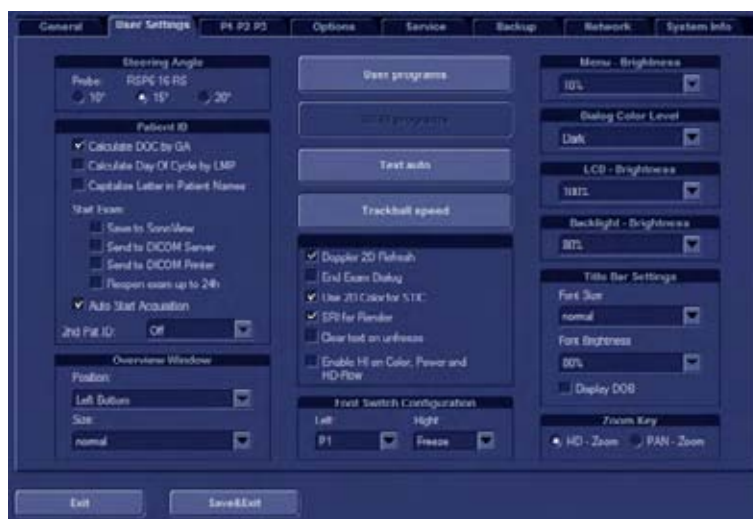 General User Settings P1 P2 P3 Options Service Backup Network System Info
Steering Angle
Probe: RSP6 16 RS
10° 15° 20°
Patient ID
Calculate DOC by GA
Calculate Day Of Cycle by LMP
Capitalize Letter in Patient Names
Start Exam:
Save to SonoView
Send to DICOM Server
Send to DICOM Printer
Reopen exam up to 24h
Auto Start Acquisition
2nd Pat ID: Off
Overview Window
Position:
Left Bottom
Size:
normal
User programs
programs
Text auto
Trackball speed
Doppler 2D Refresh
End Exam Dialog
Use 2D Color for STIC
SRI for Render
Clear text on unfreeze
Enable HI on Color, Power and
HD-Flow
Foot Switch Configuration
Left Right
P1 Freeze
Menu - Brightness
10%
Dialog Color Level
Dark
LCD - Brightness
100%
Backlight - Brightness
80%
Title Bar Settings
Font Size
normal
Font Brightness
80%
Display DOB
Zoom Key
HD - Zoom PAN - Zoom
Exit Save&Exit